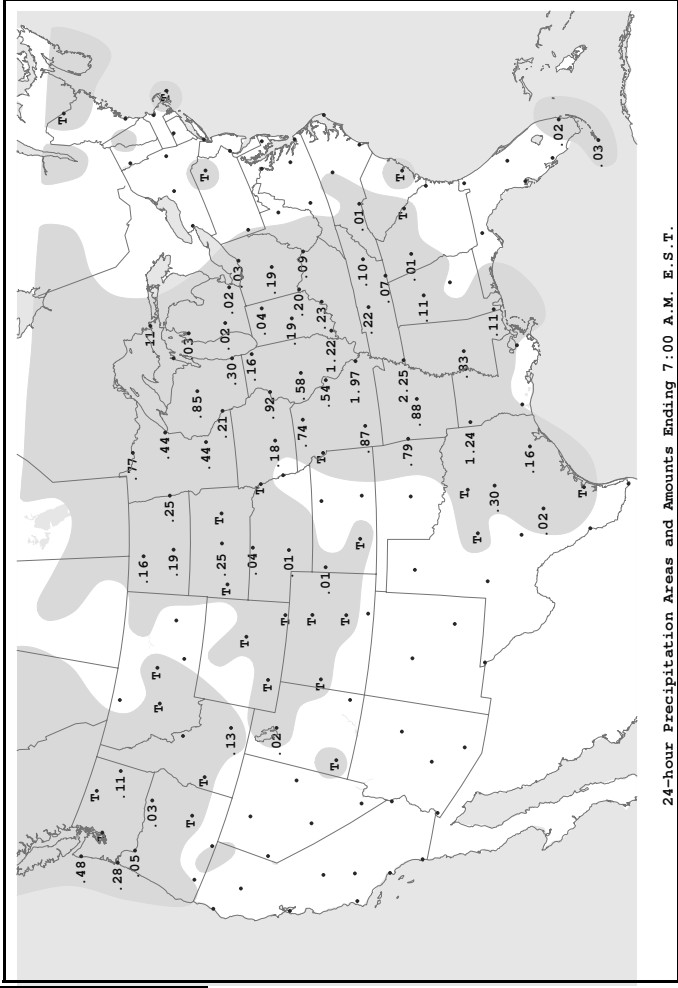 T
T
.48
T
T
.28
.11
.05
.77
.16
.11
.03
T
T
.44
.25
.19
.03
T
.85
T
T
.44
.25
T
.21
.02
T
.02
.13
.30
.03
T
.16
.04
T
.04
T
.92
.19
.18
.02
T
.01
.19
.20
.58
.74
.09
T
T
T
.23
.01
.54
1.22
T
T
1.97
.01
T
.10
.87
.22
.07
T
T
2.25
.79
.01
.88
.11
.33
T
1.24
T
.11
.30
.16
.02
.02
T
.03
24-hour Precipitation Areas and Amounts Ending 7:00 A.M. E.S.T.